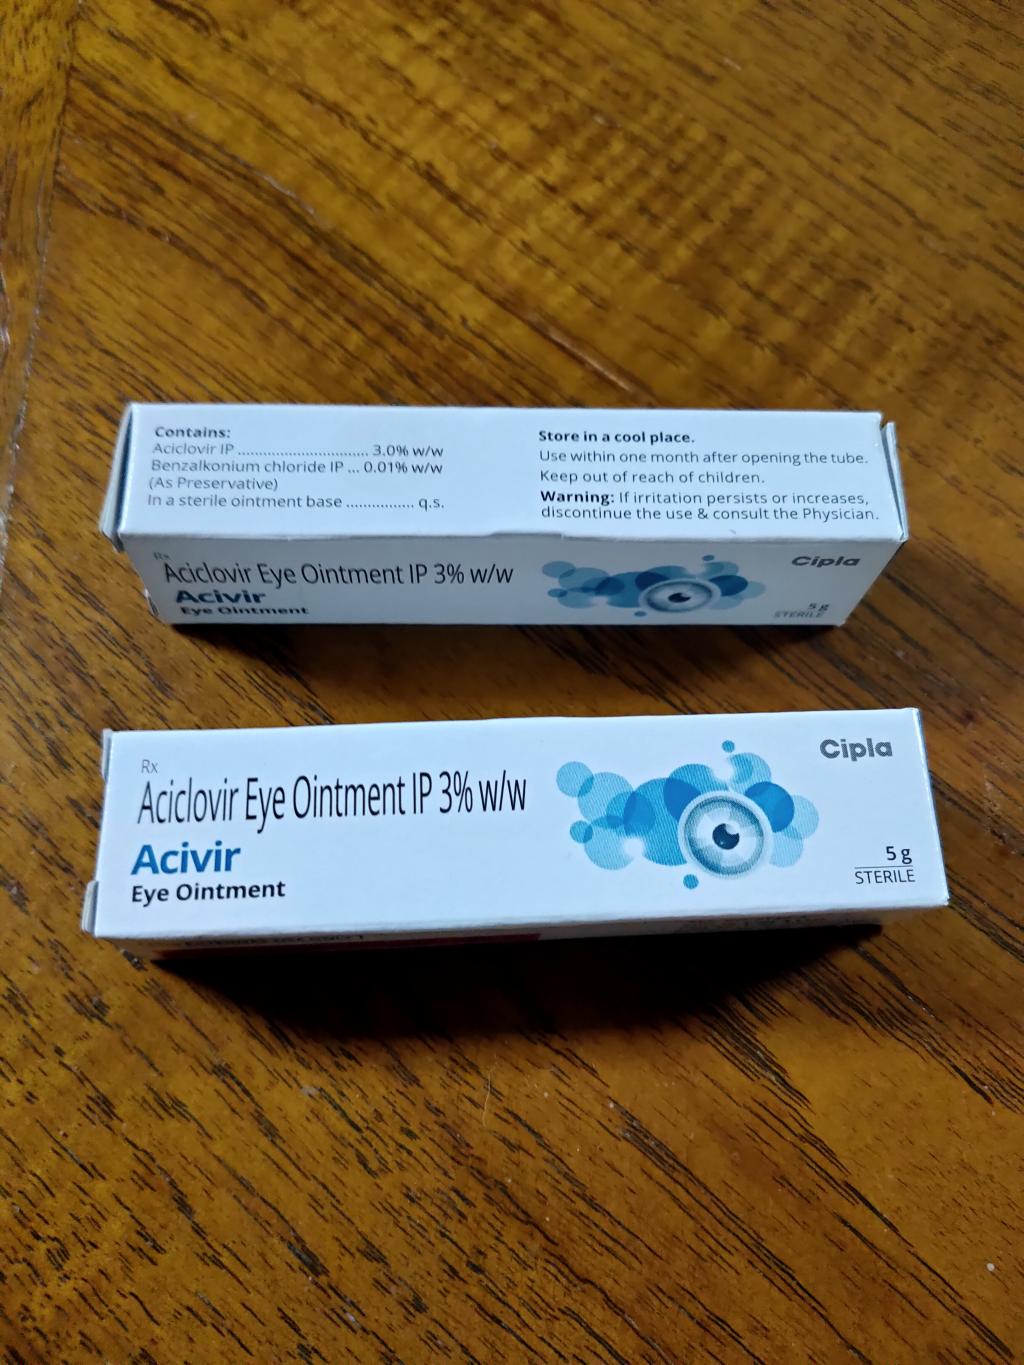 Contains:
Aciclovir IP .............................. 3.0% w/w
Benzalkonium chloride IP ... 0.01% w/w
(As Preservative)
In a sterile ointment base ................ q.s.
Store in a cool place.
Use within one month after opening the tube.
Keep out of reach of children.
Warning: If irritation persists or increases,
discontinue the use & consult the Physician.
Rx
Aciclovir Eye Ointment IP 3% w/w
Acivir
Eye Ointment
Cipla
5 g
STERILE
Rx
Aciclovir Eye Ointment IP 3% w/w
Acivir
Eye Ointment
Cipla
5 g
STERILE